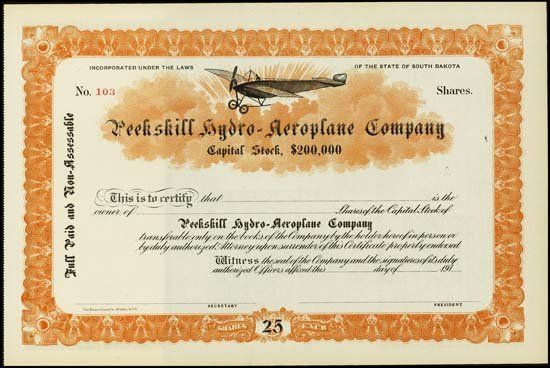 INCORPORATED UNDER THE LAWS OF THE STATE OF SOUTH DAKOTA
No. 103 Shares.
Peekskill Hydro-Aeroplane Company
Capital Stock, $200,000
Full Paid and Non-Assessable
This is to certify that is the
owner of Shares of the Capital Stock of
Peekskill Hydro-Aeroplane Company
transferable only on the books of the Company by the holder hereof in person or
by duly authorized Attorney upon surrender of this Certificate properly endorsed.
Witness the seal of the Company and the signatures of its duly
authorized Officers affixed this day of 191
SECRETARY PRESIDENT
SHARES 25 EACH